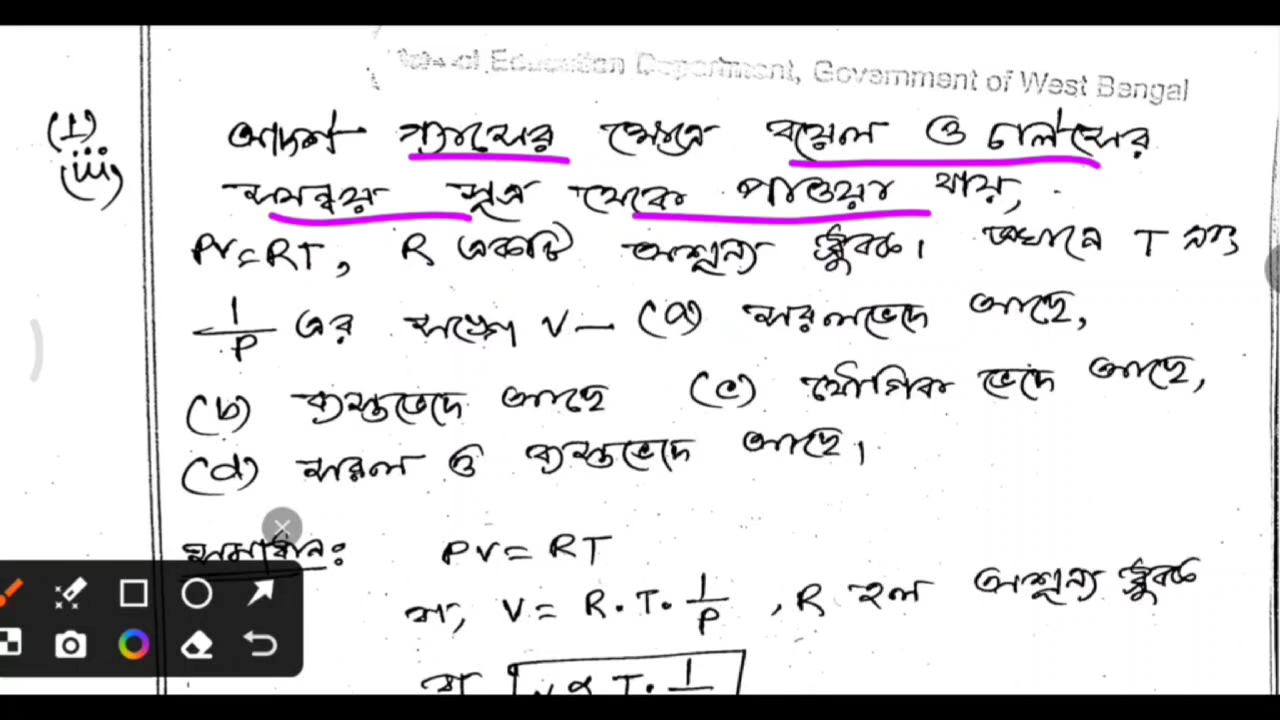 Education Department, Government of West Bengal
(1) আদর্শ গ্যাসের ক্ষেত্রে বয়েল ও চার্লসের
(iii) সমন্বয় সূত্র থেকে পাওয়া যায়,
PV=RT, R একটি অশূন্য ধ্রুবক। এখানে T এবং
1/P এর সঙ্গে V — (a) সরলভেদে আছে,
(b) ব্যস্তভেদে আছে (c) যৌগিক ভেদে আছে,
(d) সরল ও ব্যস্তভেদে আছে।
সমাধান: PV= RT
বা, V= R·T·1/P, R হল অশূন্য ধ্রুবক
বা V∝ T·1